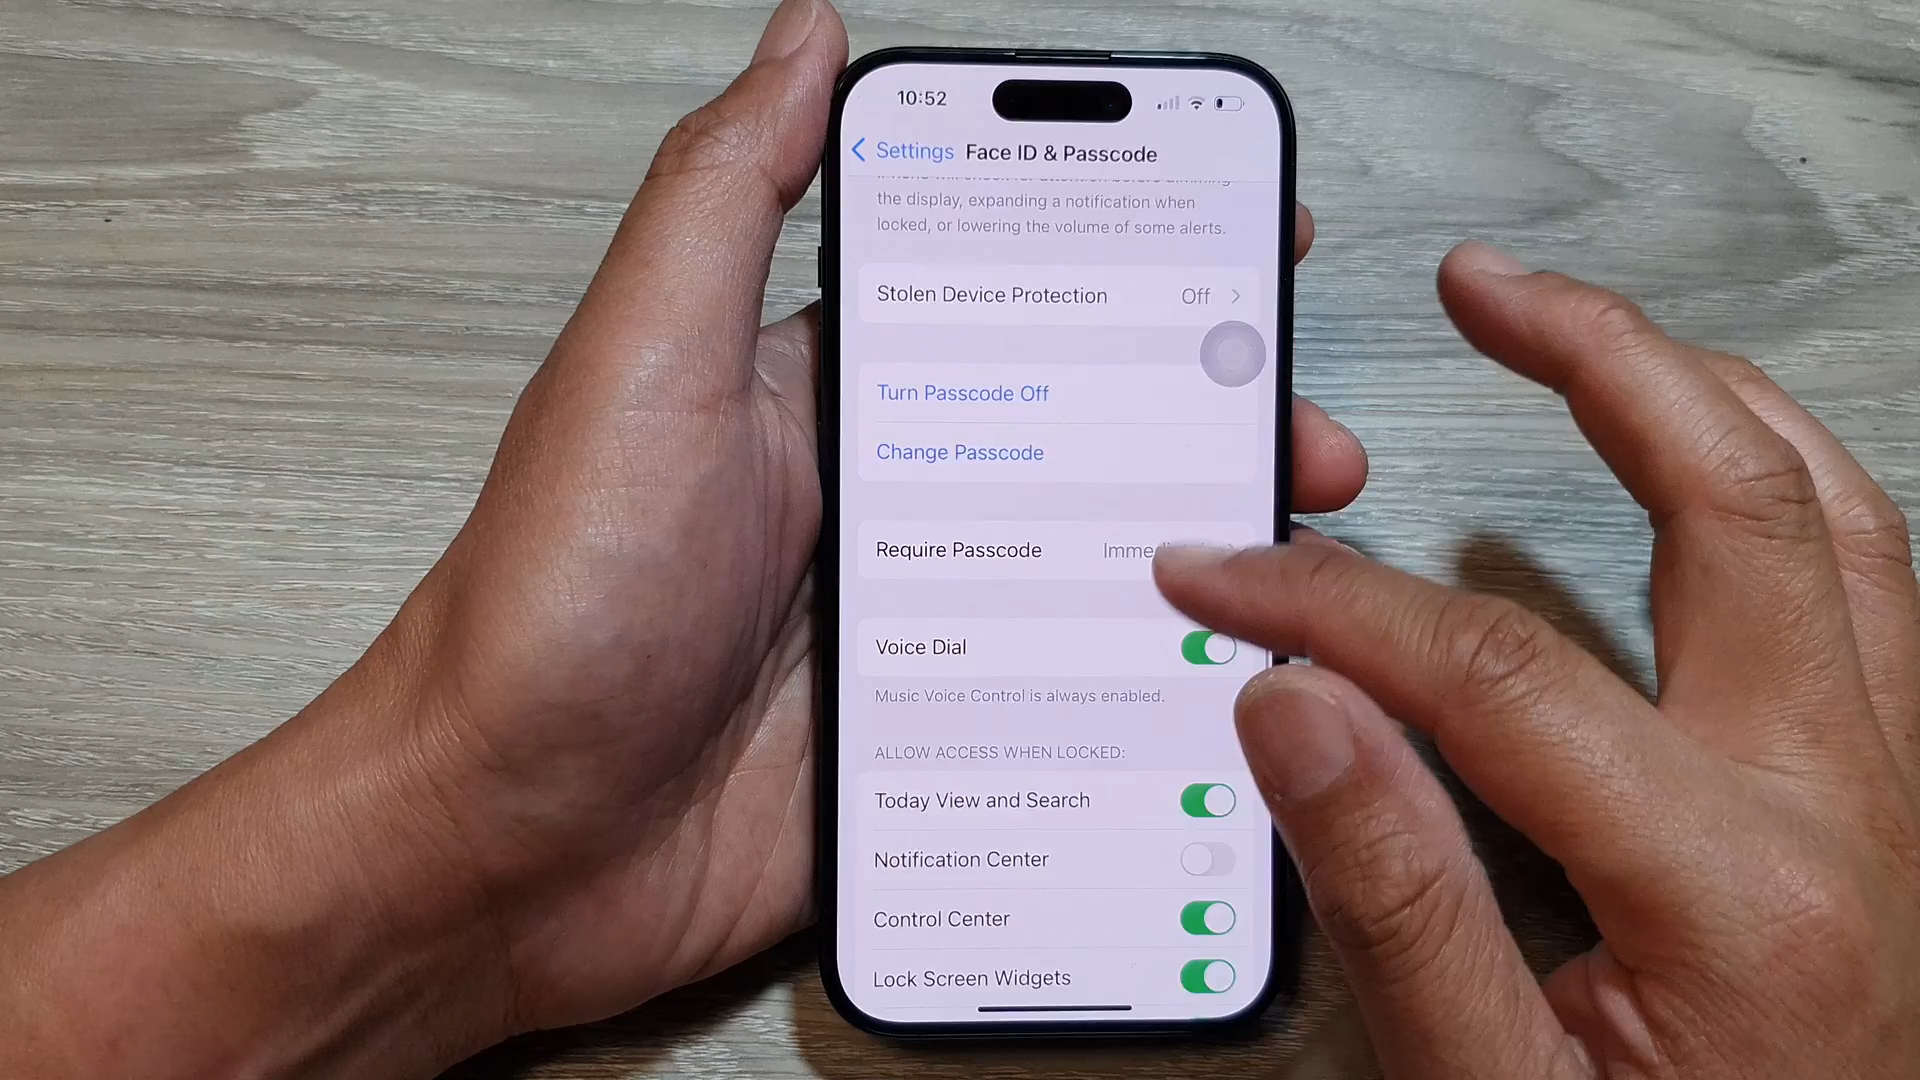 10:52
Settings Face ID & Passcode
the display, expanding a notification when
locked, or lowering the volume of some alerts.
Stolen Device Protection Off
Turn Passcode Off
Change Passcode
Require Passcode
Voice Dial
Music Voice Control is always enabled.
ALLOW ACCESS WHEN LOCKED:
Today View and Search
Notification Center
Control Center
Lock Screen Widgets